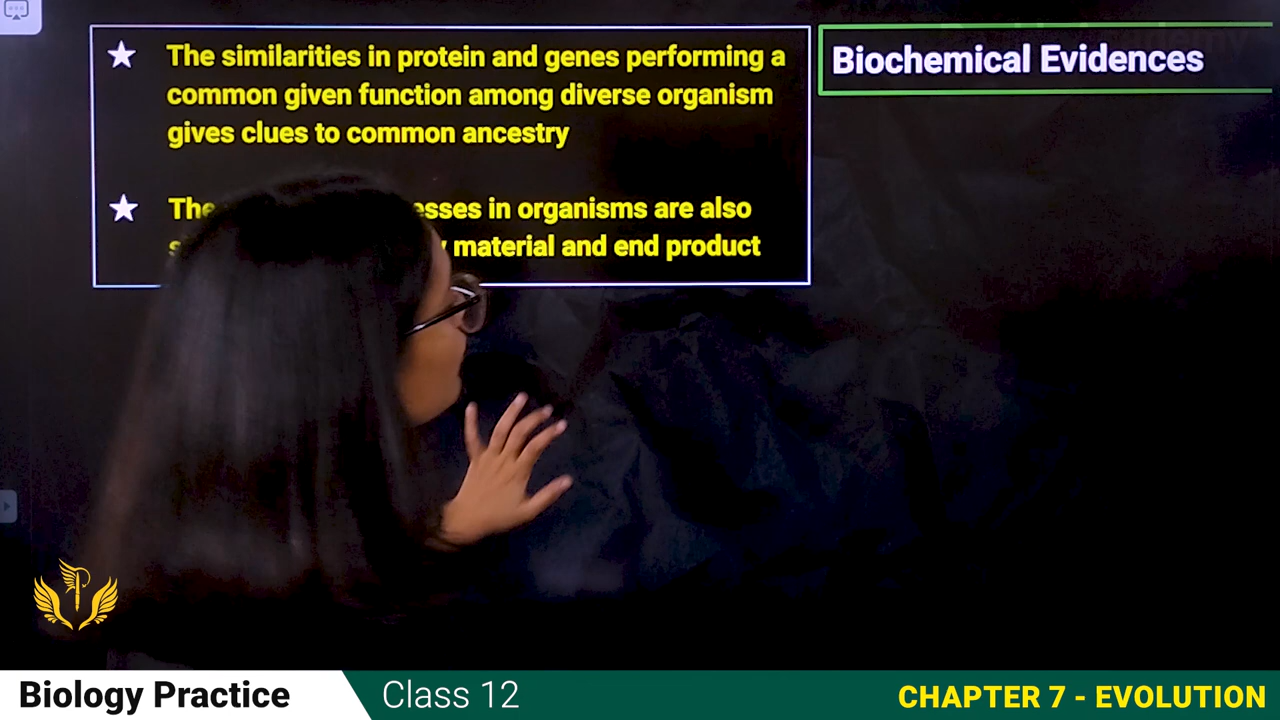 The similarities in protein and genes performing a
common given function among diverse organism
gives clues to common ancestry
The esses in organisms are also
material and end product
Biochemical Evidences
Biology Practice
Class 12
CHAPTER 7 - EVOLUTION